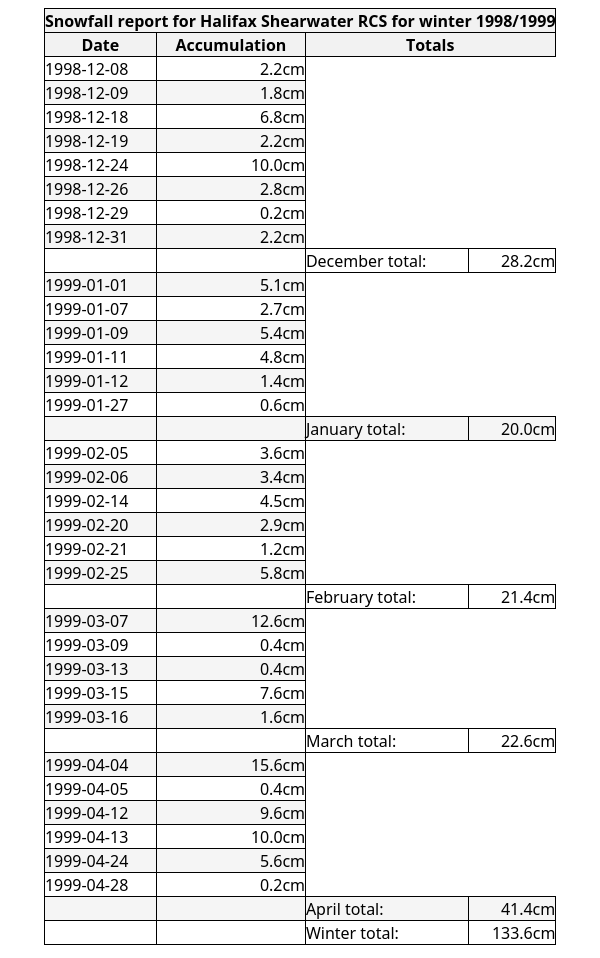 Snowfall report for Halifax Shearwater RCS for winter 1998/1999
Date Accumulation Totals
1998-12-08 2.2cm
1998-12-09 1.8cm
1998-12-18 6.8cm
1998-12-19 2.2cm
1998-12-24 10.0cm
1998-12-26 2.8cm
1998-12-29 0.2cm
1998-12-31 2.2cm
December total: 28.2cm
1999-01-01 5.1cm
1999-01-07 2.7cm
1999-01-09 5.4cm
1999-01-11 4.8cm
1999-01-12 1.4cm
1999-01-27 0.6cm
January total: 20.0cm
1999-02-05 3.6cm
1999-02-06 3.4cm
1999-02-14 4.5cm
1999-02-20 2.9cm
1999-02-21 1.2cm
1999-02-25 5.8cm
February total: 21.4cm
1999-03-07 12.6cm
1999-03-09 0.4cm
1999-03-13 0.4cm
1999-03-15 7.6cm
1999-03-16 1.6cm
March total: 22.6cm
1999-04-04 15.6cm
1999-04-05 0.4cm
1999-04-12 9.6cm
1999-04-13 10.0cm
1999-04-24 5.6cm
1999-04-28 0.2cm
April total: 41.4cm
Winter total: 133.6cm